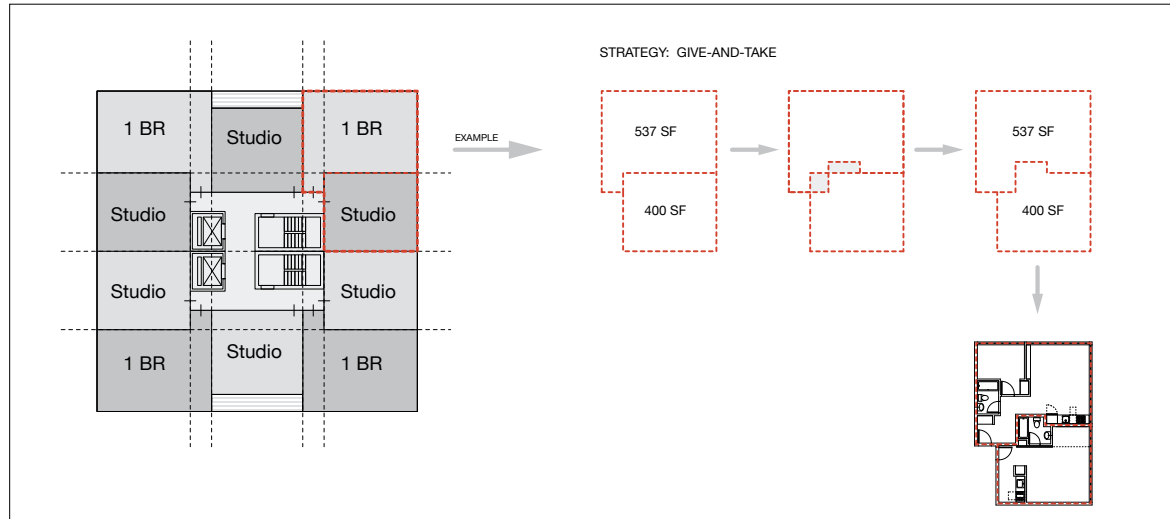 STRATEGY: GIVE-AND-TAKE
1 BR
Studio
1 BR
EXAMPLE
537 SF
537 SF
Studio
Studio
400 SF
400 SF
Studio
Studio
1 BR
Studio
1 BR